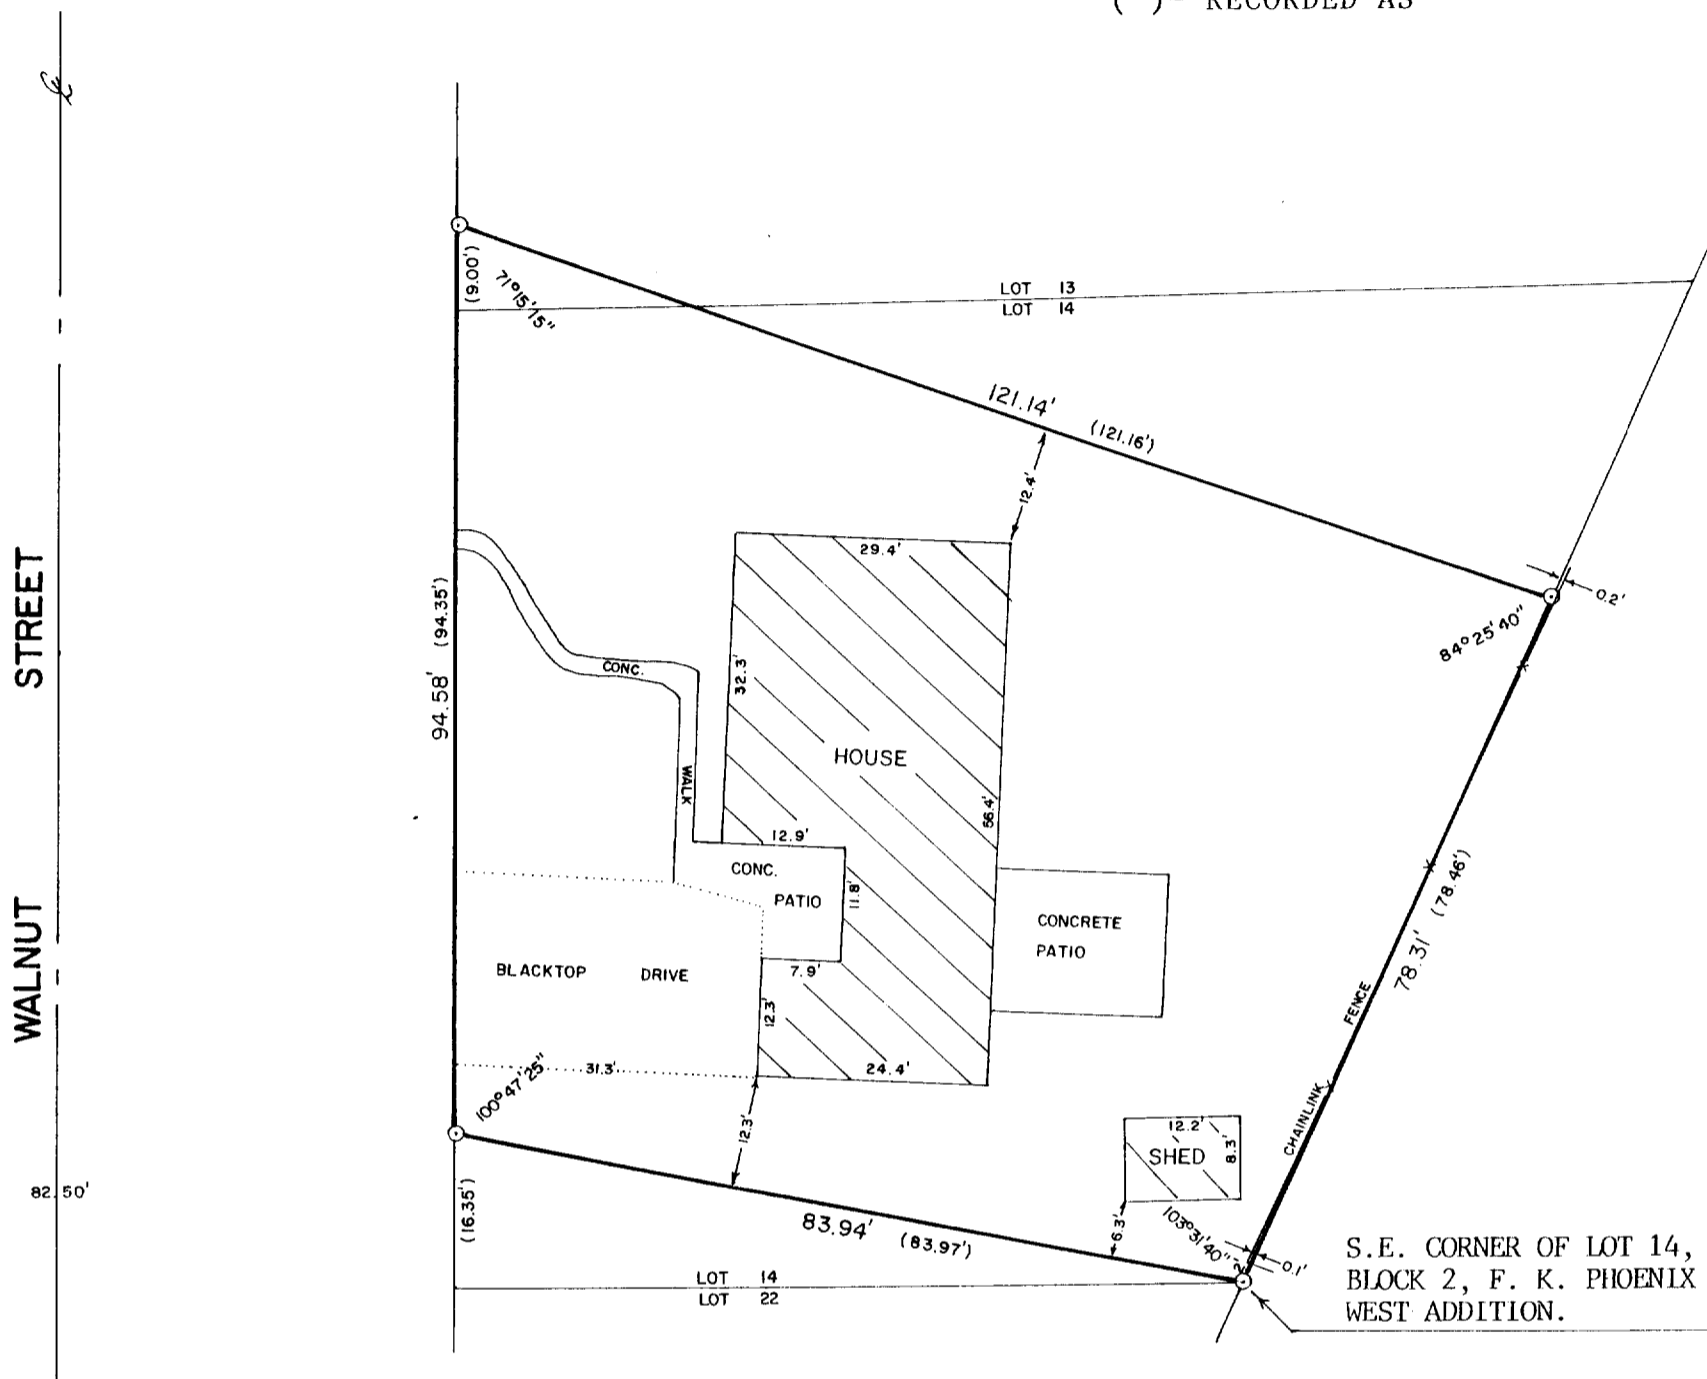 ( )- RECORDED AS
(9.00')
71°15'15"
LOT 13
LOT 14
121.14' (121.16')
12.4'
29.4'
0.2'
84°25'40"
WALNUT STREET
94.58' (94.35')
CONC.
WALK
32.3'
HOUSE
56.4'
12.9'
CONC.
PATIO
11.8'
7.9'
12.3'
24.4'
BLACKTOP DRIVE
31.3'
CONCRETE
PATIO
78.31' (78.46')
CHAINLINK FENCE
100°47'25"
12.3'
12.2'
8.3'
SHED
6.3'
103°31'40"
.2'
0.1'
82.50'
(16.35')
83.94' (83.97')
LOT 14
LOT 22
S.E. CORNER OF LOT 14,
BLOCK 2, F. K. PHOENIX
WEST ADDITION.